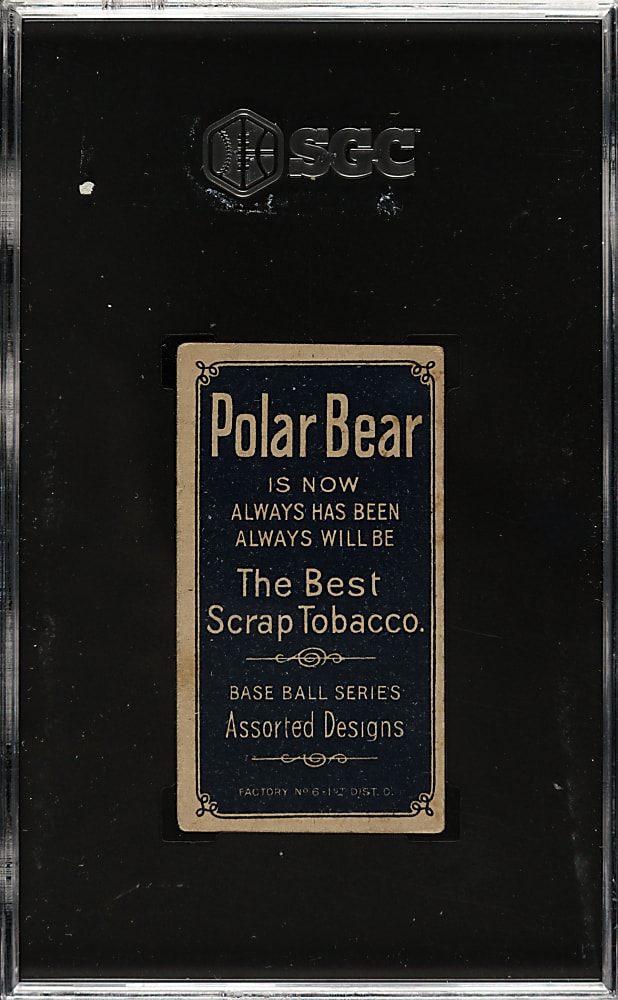 SGC
Polar Bear
IS NOW
ALWAYS HAS BEEN
ALWAYS WILL BE
The Best
Scrap Tobacco.
BASE BALL SERIES
Assorted Designs
FACTORY Nº 6 - 1ST DIST. O.